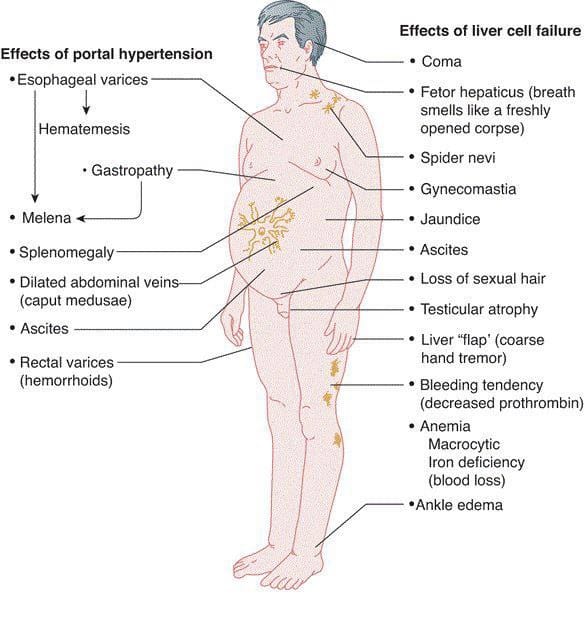 Effects of portal hypertension
• Esophageal varices
Hematemesis
• Gastropathy
• Melena
• Splenomegaly
• Dilated abdominal veins
(caput medusae)
• Ascites
• Rectal varices
(hemorrhoids)
Effects of liver cell failure
• Coma
• Fetor hepaticus (breath
smells like a freshly
opened corpse)
• Spider nevi
• Gynecomastia
• Jaundice
• Ascites
• Loss of sexual hair
• Testicular atrophy
• Liver “flap’ (coarse
hand tremor)
• Bleeding tendency
(decreased prothrombin)
• Anemia
Macrocytic
Iron deficiency
(blood loss)
• Ankle edema